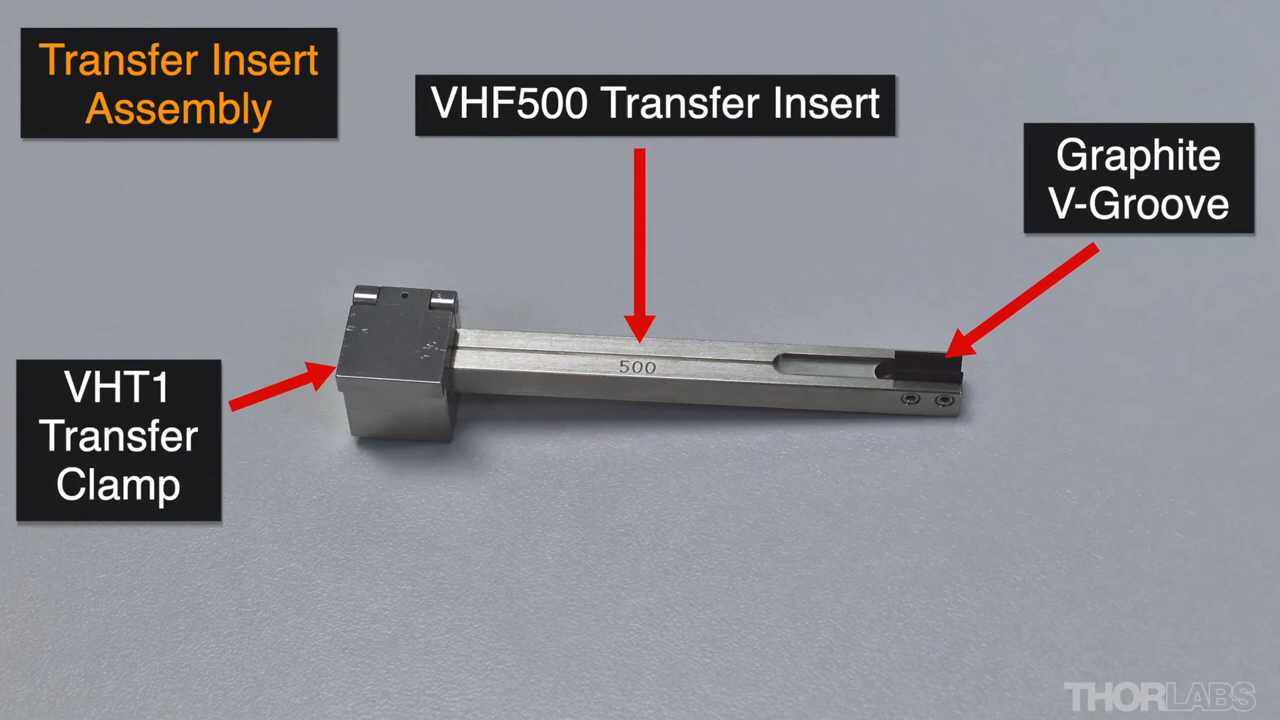 Transfer Insert
Assembly
VHF500 Transfer Insert
Graphite
V-Groove
VHT1
Transfer
Clamp
500
THORLABS